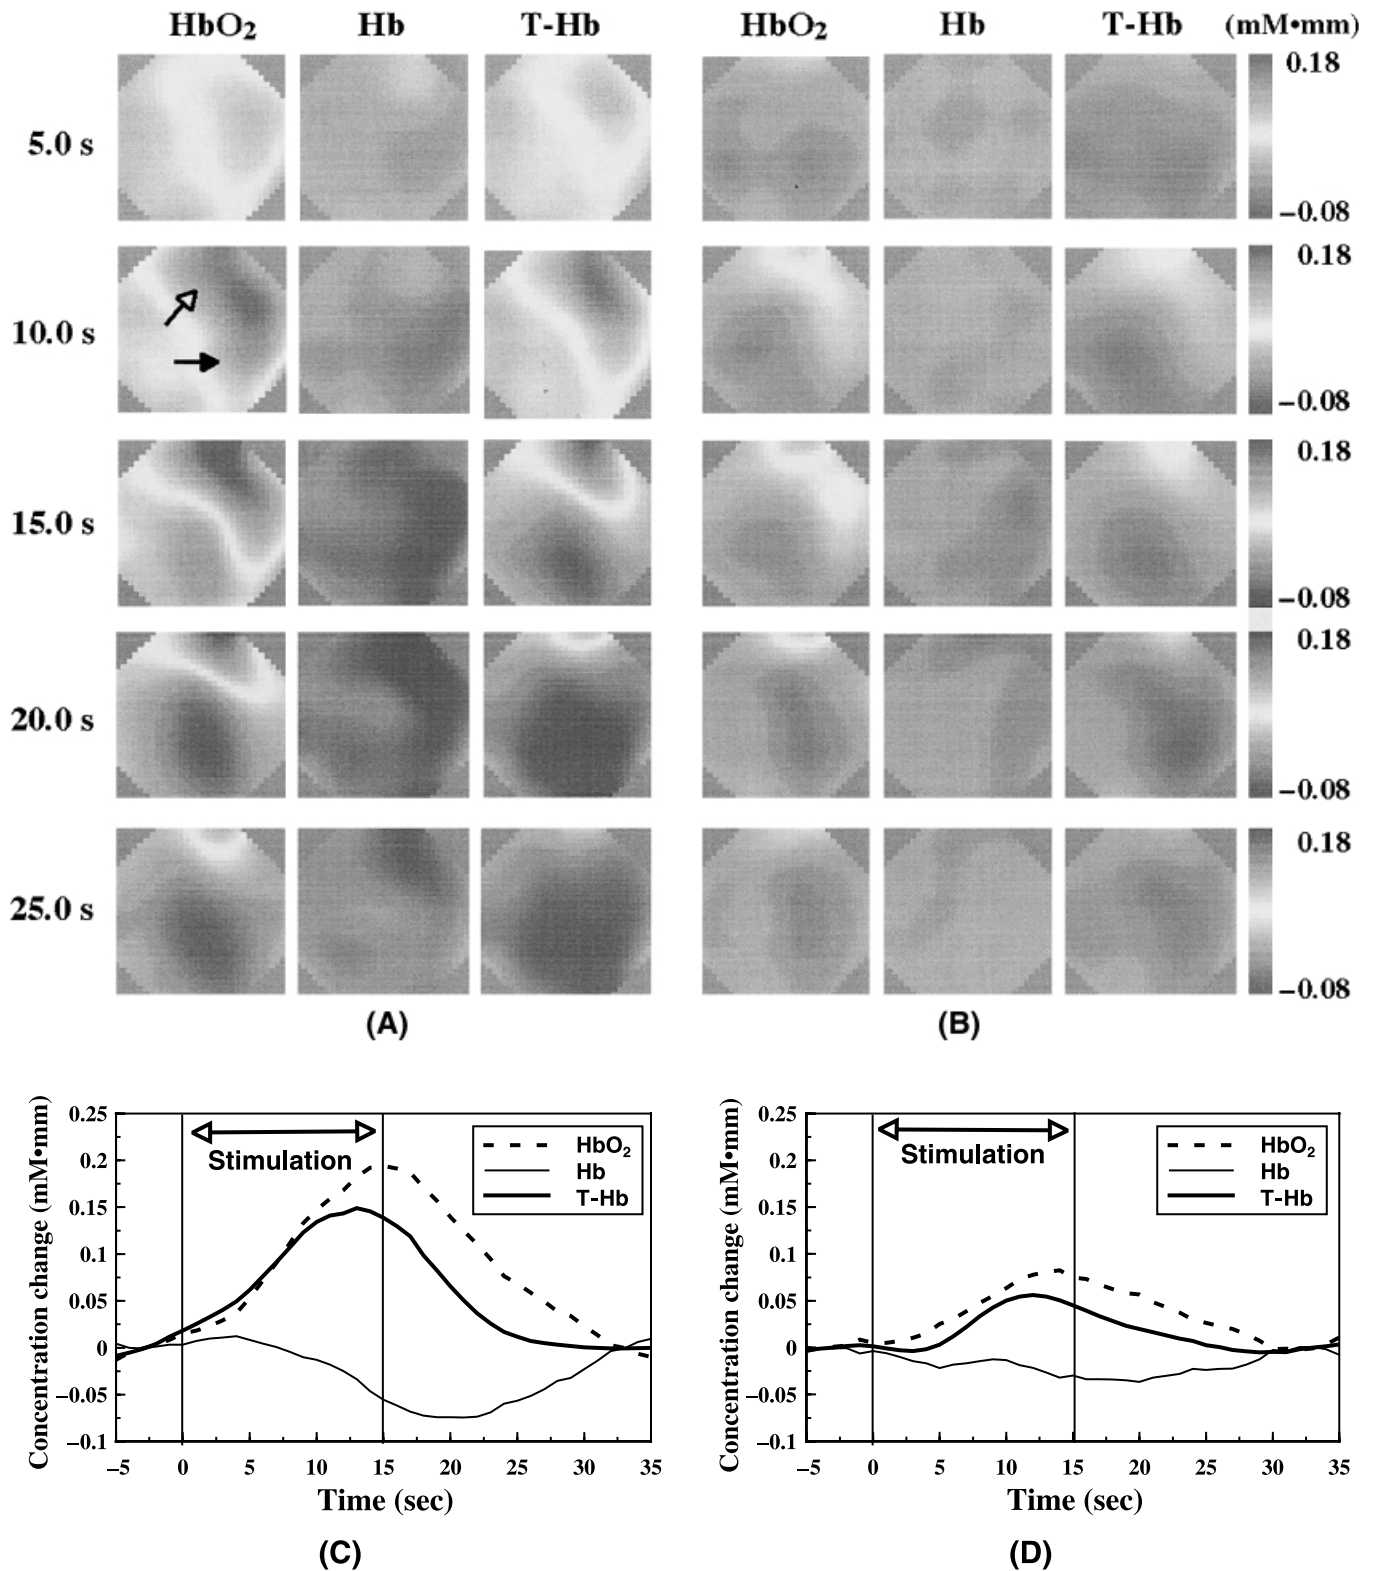 HbO2 Hb T-Hb HbO2 Hb T-Hb (mM•mm)
5.0 s 0.18
−0.08
10.0 s 0.18
−0.08
15.0 s 0.18
−0.08
20.0 s 0.18
−0.08
25.0 s 0.18
−0.08
(A) (B)
Concentration change (mM•mm)
0.25
0.2
0.15
0.1
0.05
0
−0.05
−0.1
Stimulation
HbO2
Hb
T-Hb
−5 0 5 10 15 20 25 30 35
Time (sec)
(C)
Concentration change (mM•mm)
0.25
0.2
0.15
0.1
0.05
0
−0.05
−0.1
Stimulation
HbO2
Hb
T-Hb
−5 0 5 10 15 20 25 30 35
Time (sec)
(D)